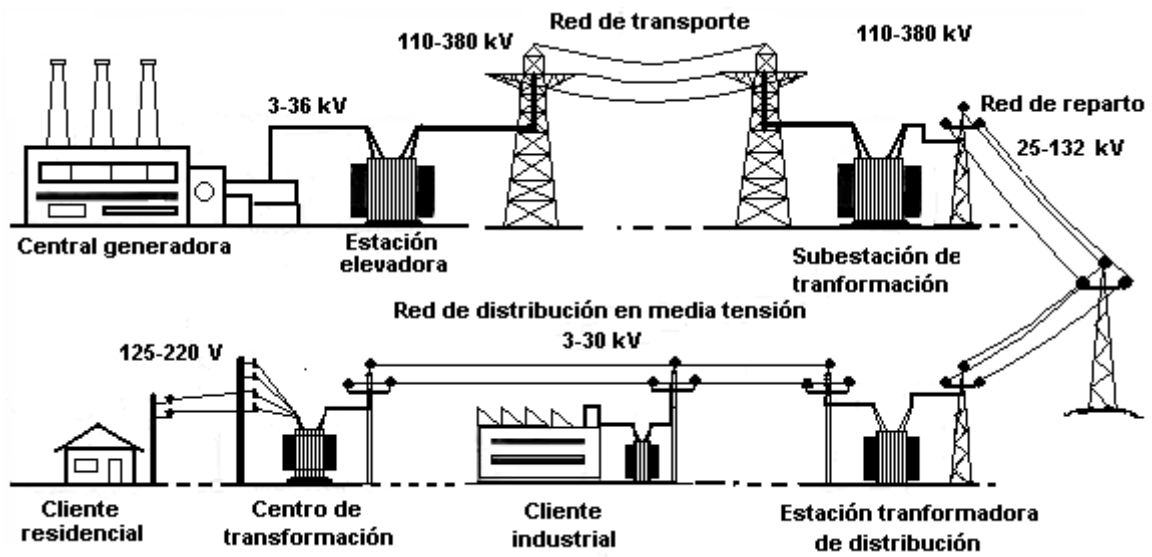 Red de transporte
110-380 kV
110-380 kV
3-36 kV
Red de reparto
25-132 kV
Central generadora
Estación
elevadora
Subestación de
tranformación
Red de distribución en media tensión
3-30 kV
125-220 V
Cliente
residencial
Centro de
transformación
Cliente
industrial
Estación tranformadora
de distribución